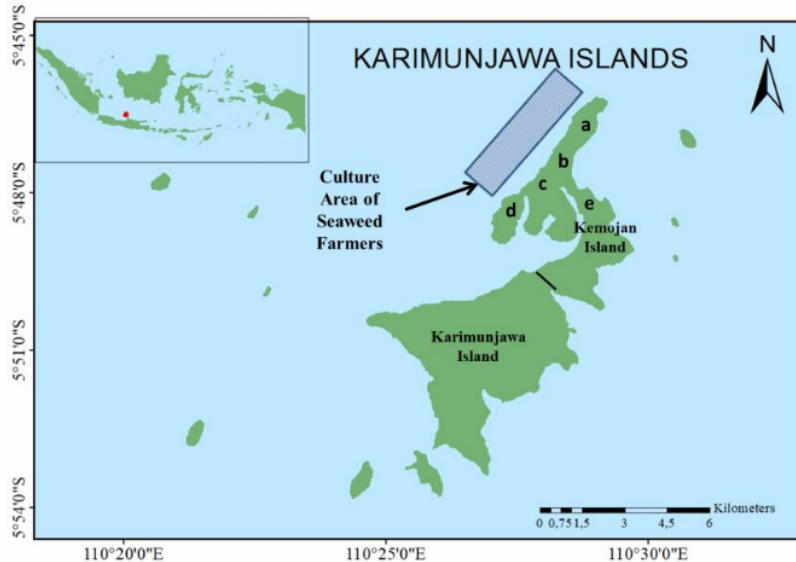 KARIMUNJAWA ISLANDS
N
5°45'0"S
5°48'0"S
5°51'0"S
5°54'0"S
Culture
Area of
Seaweed
Farmers
a
b
c
d
e
Kemojan
Island
Karimunjawa
Island
Kilometers
0 0,75 1,5 3 4,5 6
110°20'0"E
110°25'0"E
110°30'0"E